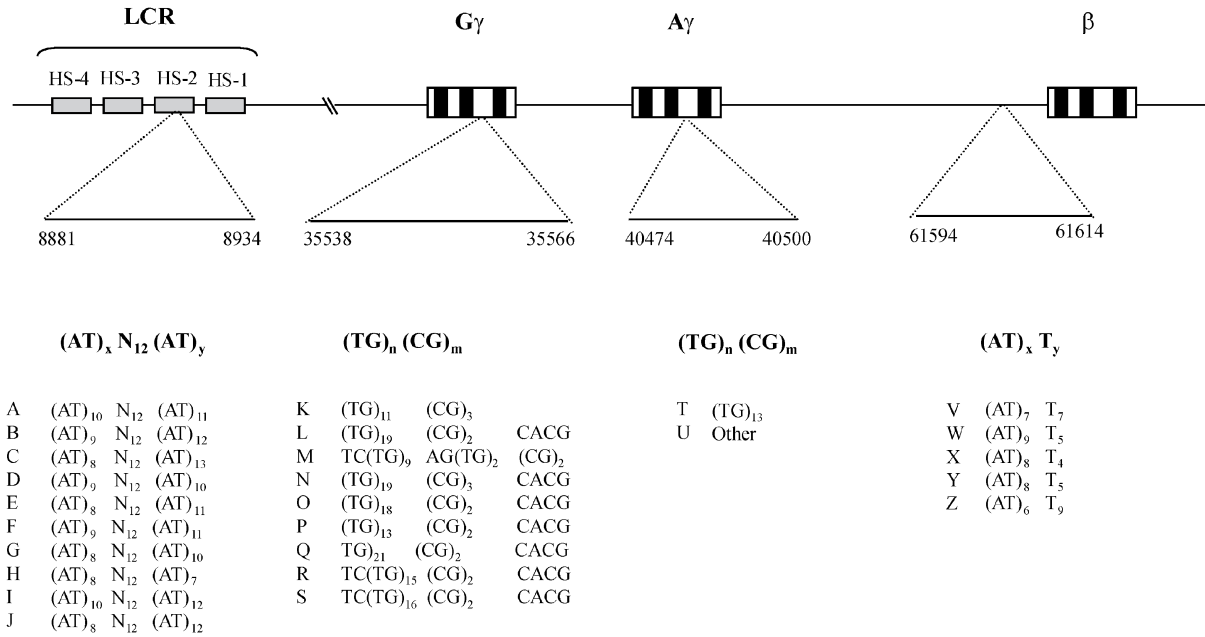 LCR Gγ Aγ β
HS-4 HS-3 HS-2 HS-1
8881 8934 35538 35566 40474 40500 61594 61614
(AT)x N12 (AT)y (TG)n (CG)m (TG)n (CG)m (AT)x Ty
A (AT)10 N12 (AT)11 K (TG)11 (CG)3 T (TG)13 V (AT)7 T7
B (AT)9 N12 (AT)12 L (TG)19 (CG)2 CACG U Other W (AT)9 T5
C (AT)8 N12 (AT)13 M TC(TG)9 AG(TG)2 (CG)2 X (AT)8 T4
D (AT)9 N12 (AT)10 N (TG)19 (CG)3 CACG Y (AT)8 T5
E (AT)8 N12 (AT)11 O (TG)18 (CG)2 CACG Z (AT)6 T9
F (AT)9 N12 (AT)11 P (TG)13 (CG)2 CACG
G (AT)8 N12 (AT)10 Q TG)21 (CG)2 CACG
H (AT)8 N12 (AT)7 R TC(TG)15 (CG)2 CACG
I (AT)10 N12 (AT)12 S TC(TG)16 (CG)2 CACG
J (AT)8 N12 (AT)12